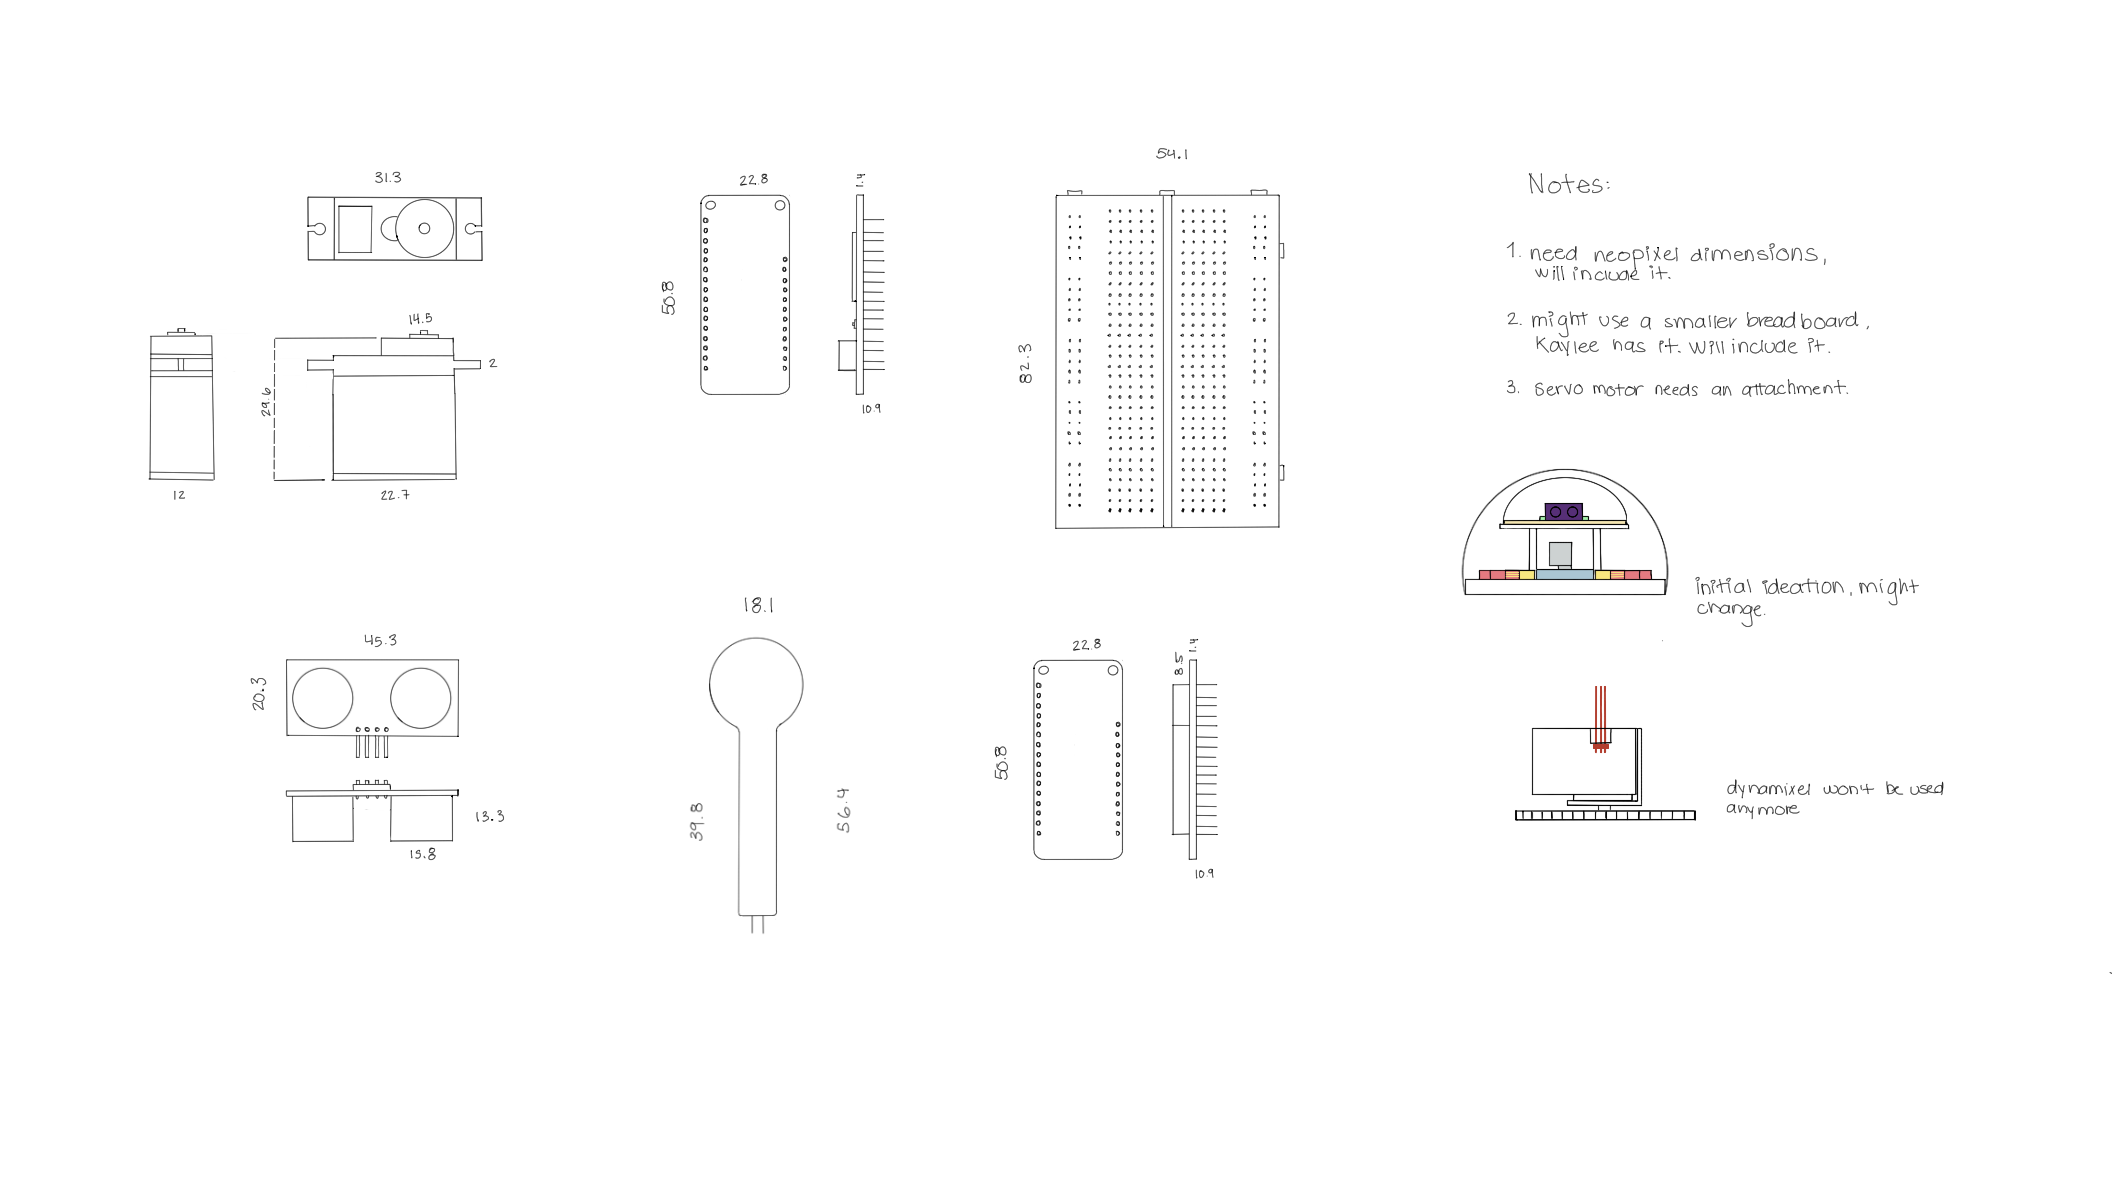 31.3
14.5
2
29.6
12
22.7
22.8
1.4
50.8
10.9
54.1
82.3
Notes:
1. need neopixel dimensions,
will include it.
2. might use a smaller breadboard,
Kaylee has it. will include it.
3. servo motor needs an attachment.
initial ideation, might
change.
45.3
20.3
13.3
15.8
18.1
39.8
56.4
22.8
1.4
8.5
50.8
10.9
dynamixel won't be used
anymore